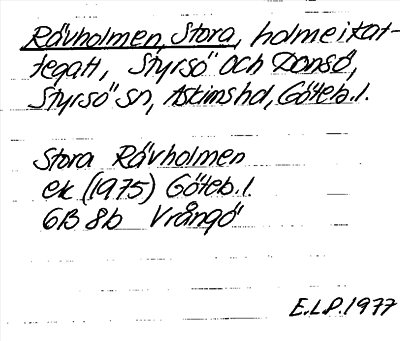 Rävholmen, Stora, holme i Kat-
tegatt, Styrsö och Donsö,
Styrsö sn, Askims hd, Göteb. l.
Stora Rävholmen
ek (1975) Göteb. l.
6B 8b Vrångö
E.L.P. 1977